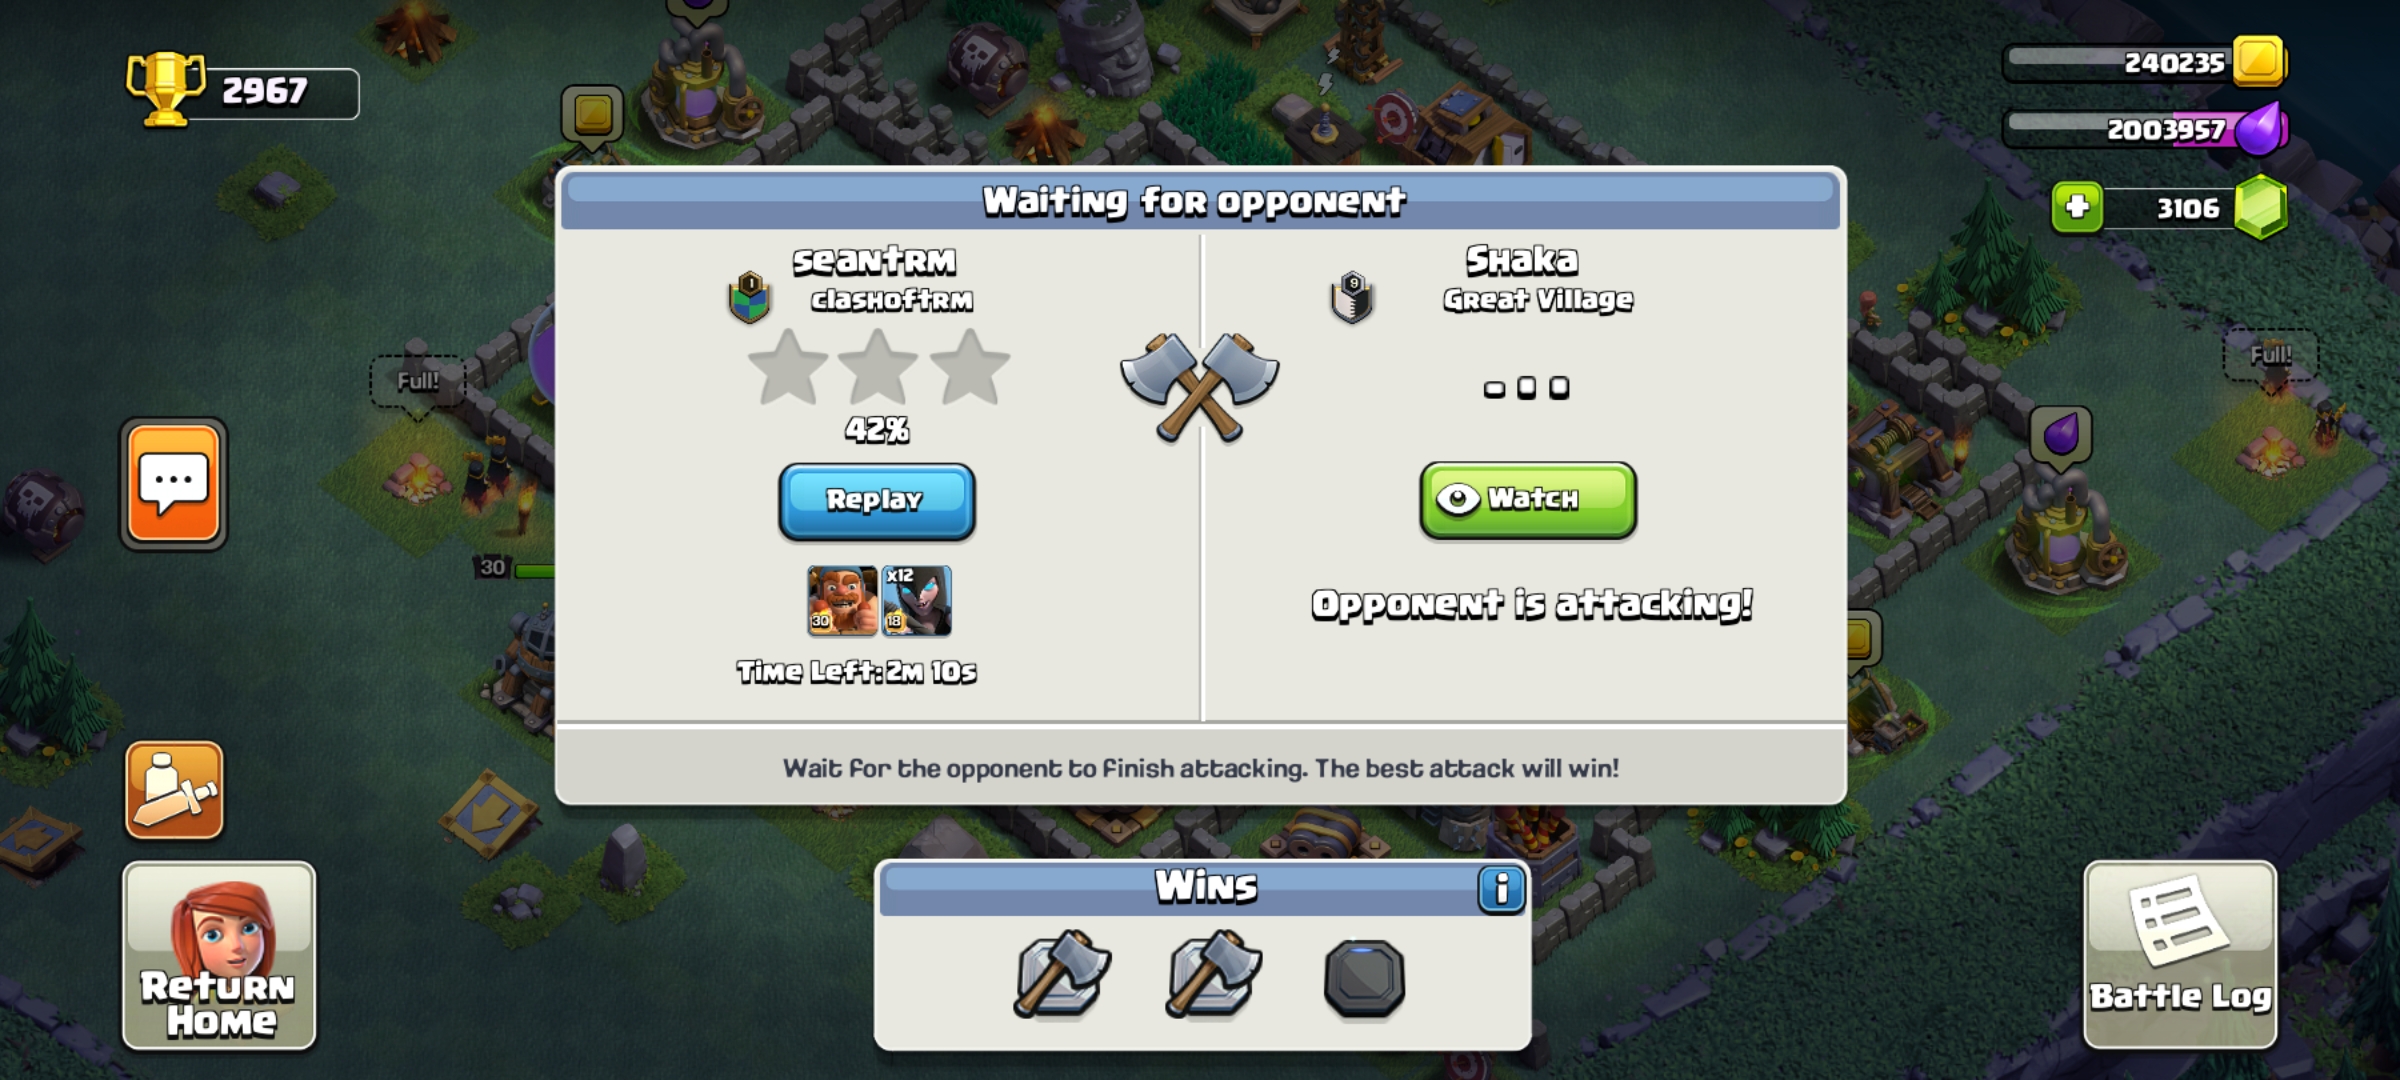 2967
240235
2003957
3106
Waiting for opponent
seantrm
1
clashoftrm
Shaka
9
Great Village
Full!
Full!
42%
Replay
Watch
30
x12
30
18
Opponent is attacking!
Time Left: 2m 10s
Wait for the opponent to finish attacking. The best attack will win!
Wins
i
Return
Home
Battle Log